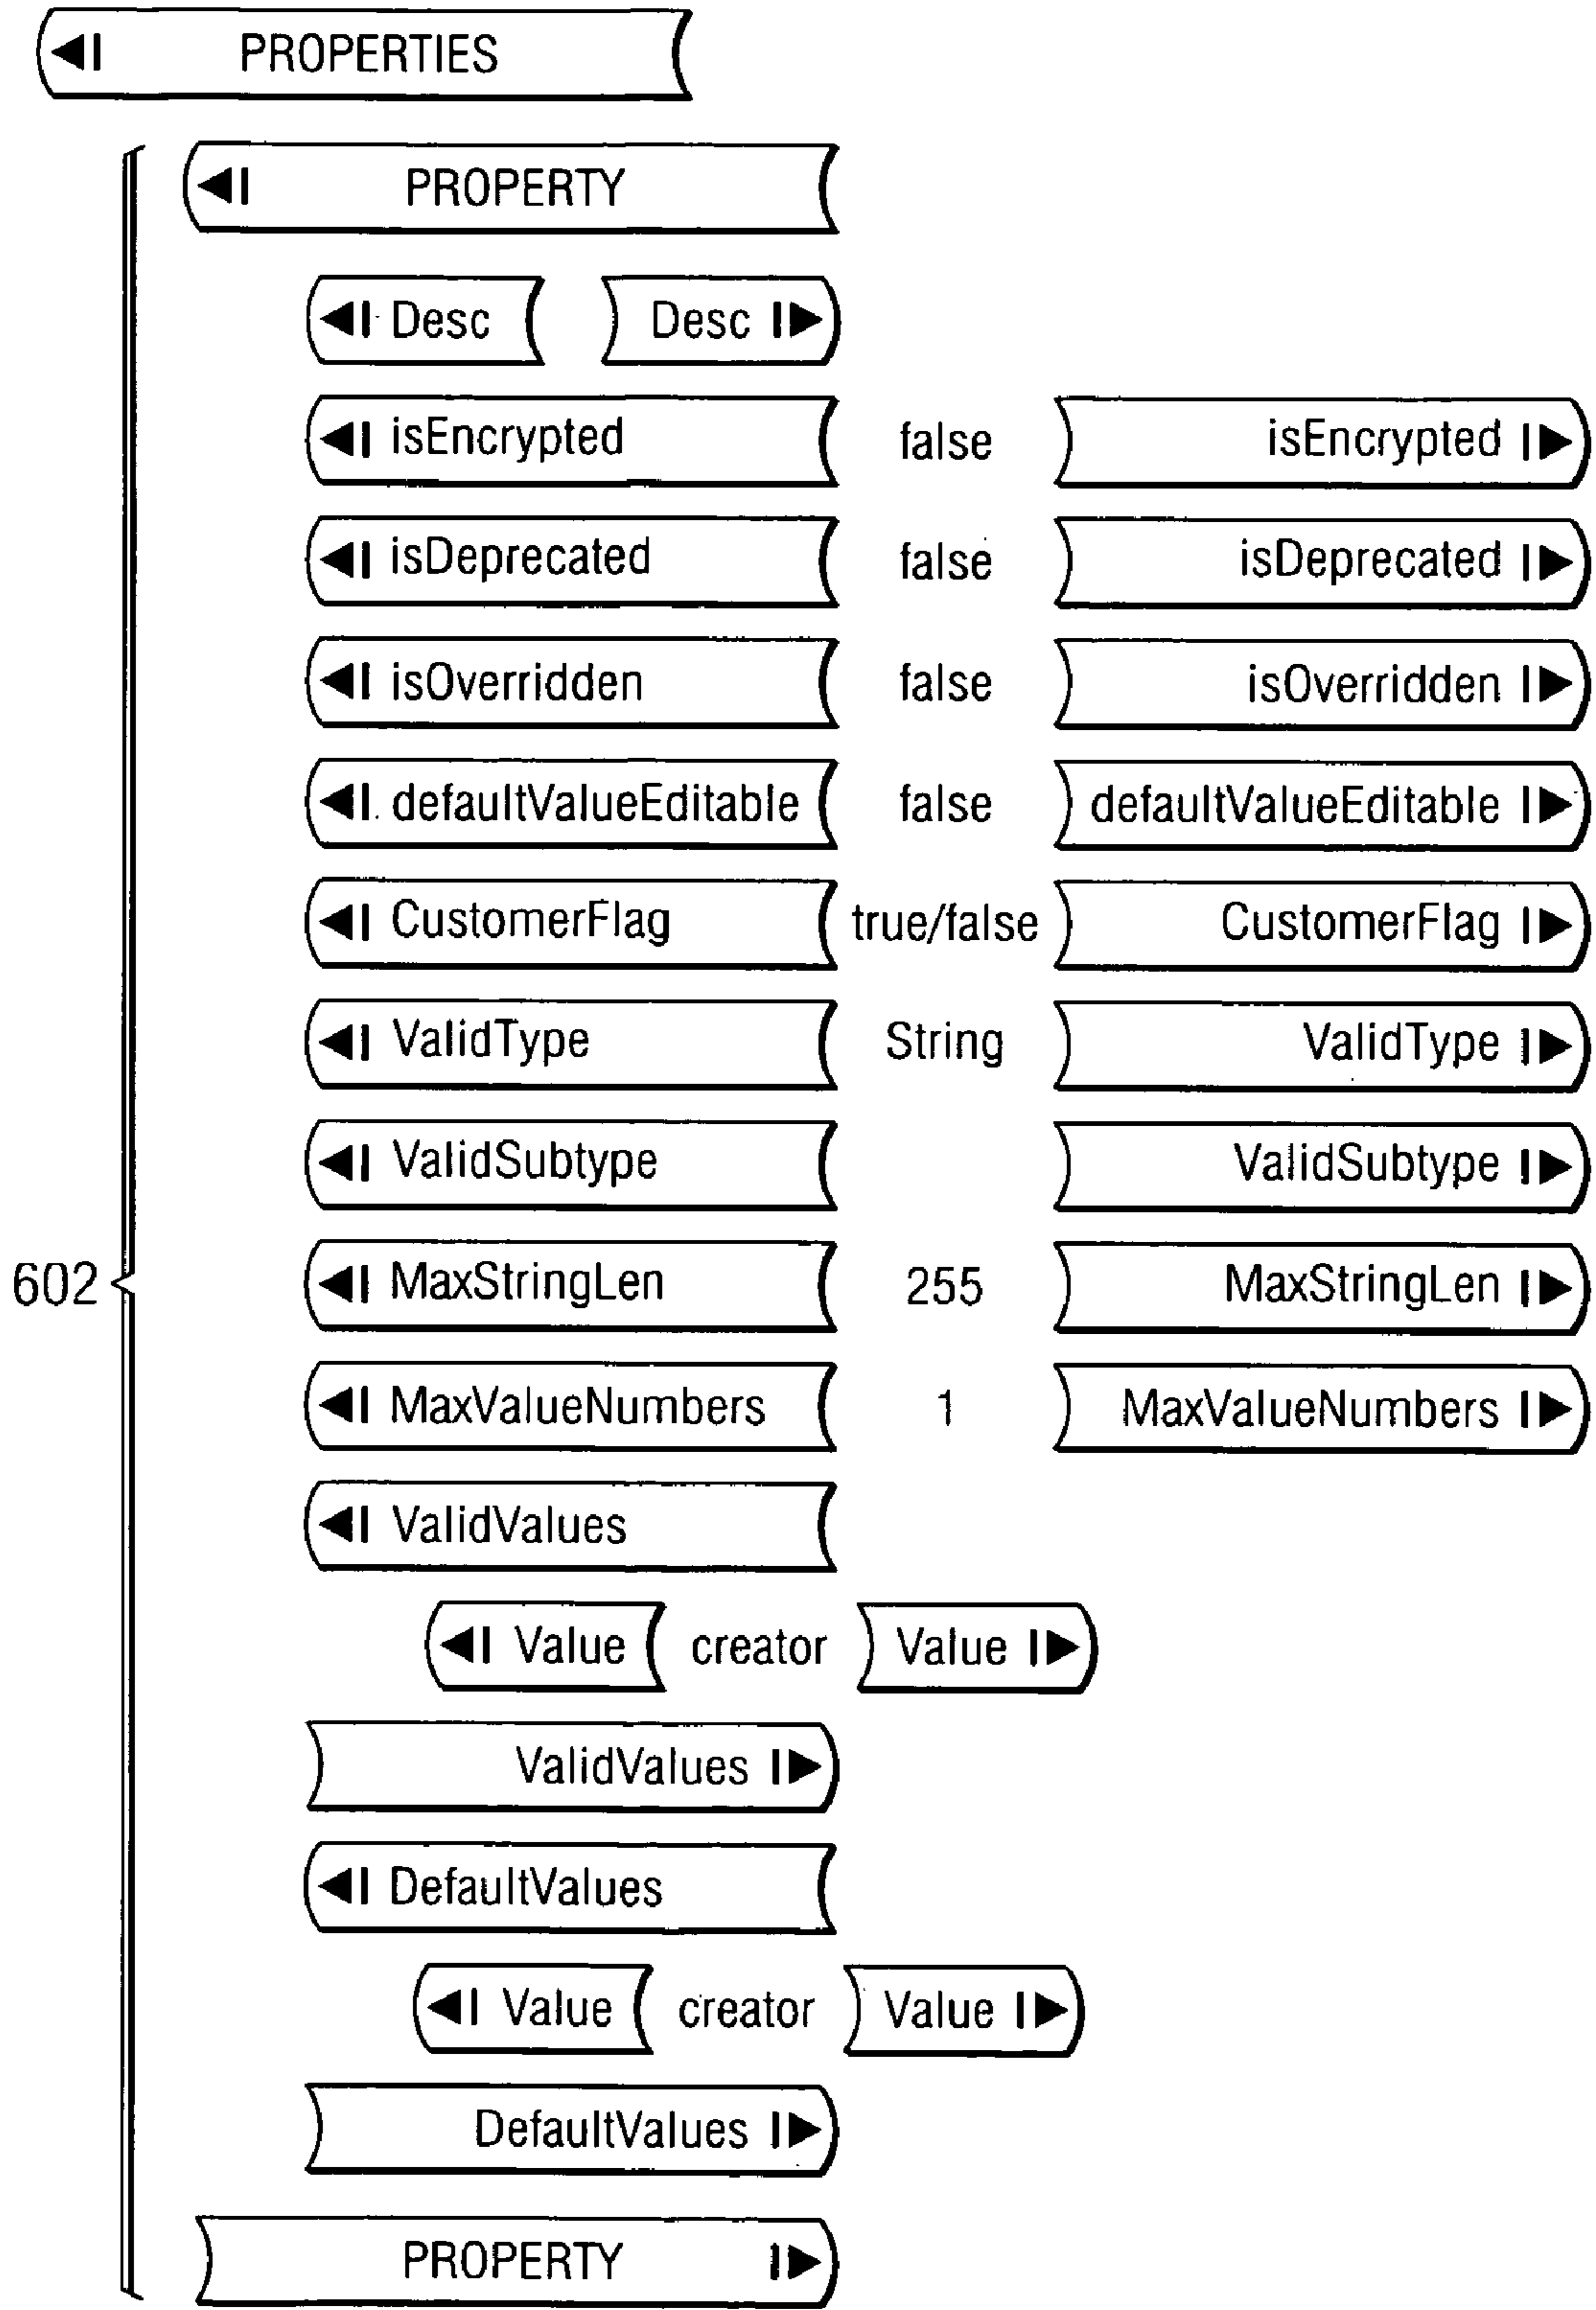 PROPERTIES
PROPERTY
Desc Desc
isEncrypted false isEncrypted
isDeprecated false isDeprecated
isOverridden false isOverridden
defaultValueEditable false defaultValueEditable
CustomerFlag true/false CustomerFlag
ValidType String ValidType
ValidSubtype ValidSubtype
602 MaxStringLen 255 MaxStringLen
MaxValueNumbers 1 MaxValueNumbers
ValidValues
Value creator Value
ValidValues
DefaultValues
Value creator Value
DefaultValues
PROPERTY